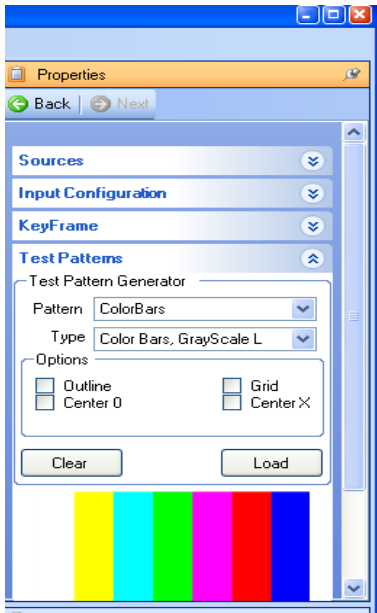 Properties
Back Next
Sources
Input Configuration
KeyFrame
Test Patterns
Test Pattern Generator
Pattern ColorBars
Type Color Bars, GrayScale L
Options
Outline Grid
Center 0 Center X
Clear Load